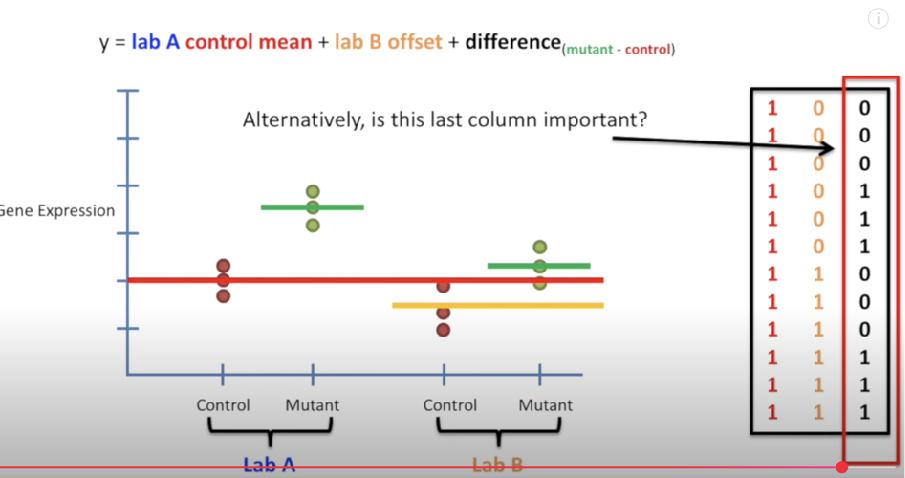 y = lab A control mean + lab B offset + difference(mutant - control)
Alternatively, is this last column important?
Gene Expression
Control Mutant Control Mutant
Lab A Lab B
1 0 0
1 0 0
1 0 0
1 0 1
1 0 1
1 0 1
1 1 0
1 1 0
1 1 0
1 1 1
1 1 1
1 1 1